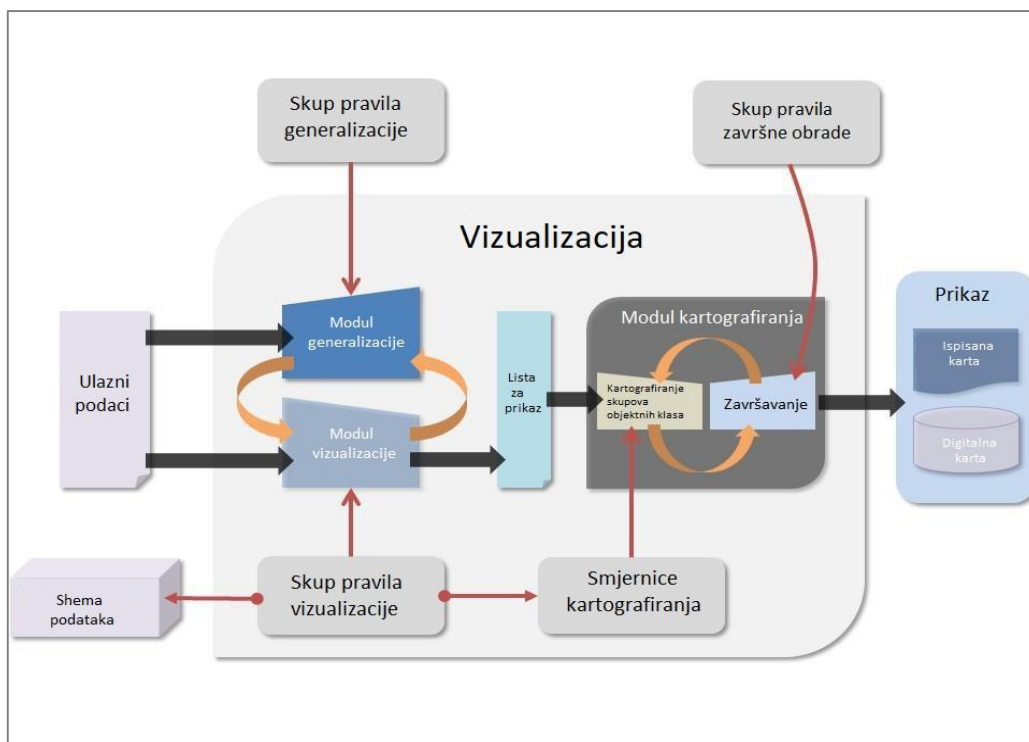 Skup pravila
generalizacije
Skup pravila
završne obrade
Vizualizacija
Ulazni
podaci
Modul
generalizacije
Modul
vizualizacije
Lista
za
prikaz
Modul kartografiranja
Kartografiranje
skupova
objektnih klasa
Završavanje
Prikaz
Ispisana
karta
Digitalna
karta
Shema
podataka
Skup pravila
vizualizacije
Smjernice
kartografiranja